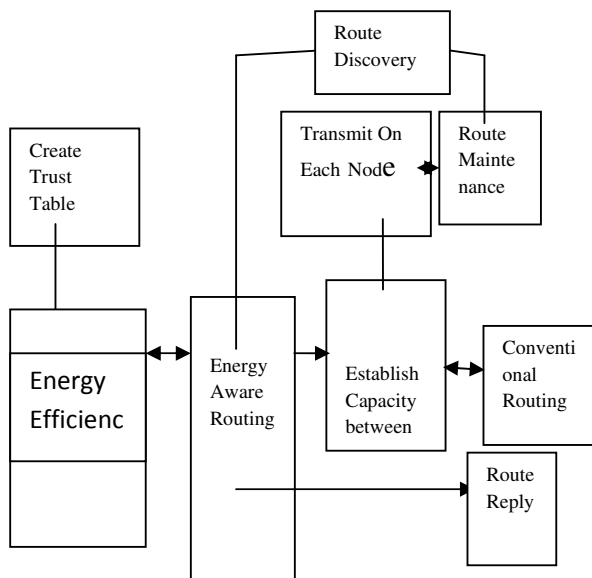 Route
Discovery
Transmit On
Each Node
Route
Mainte
nance
Create
Trust
Table
Energy
Efficienc
Energy
Aware
Routing
Establish
Capacity
between
Conventi
onal
Routing
Route
Reply